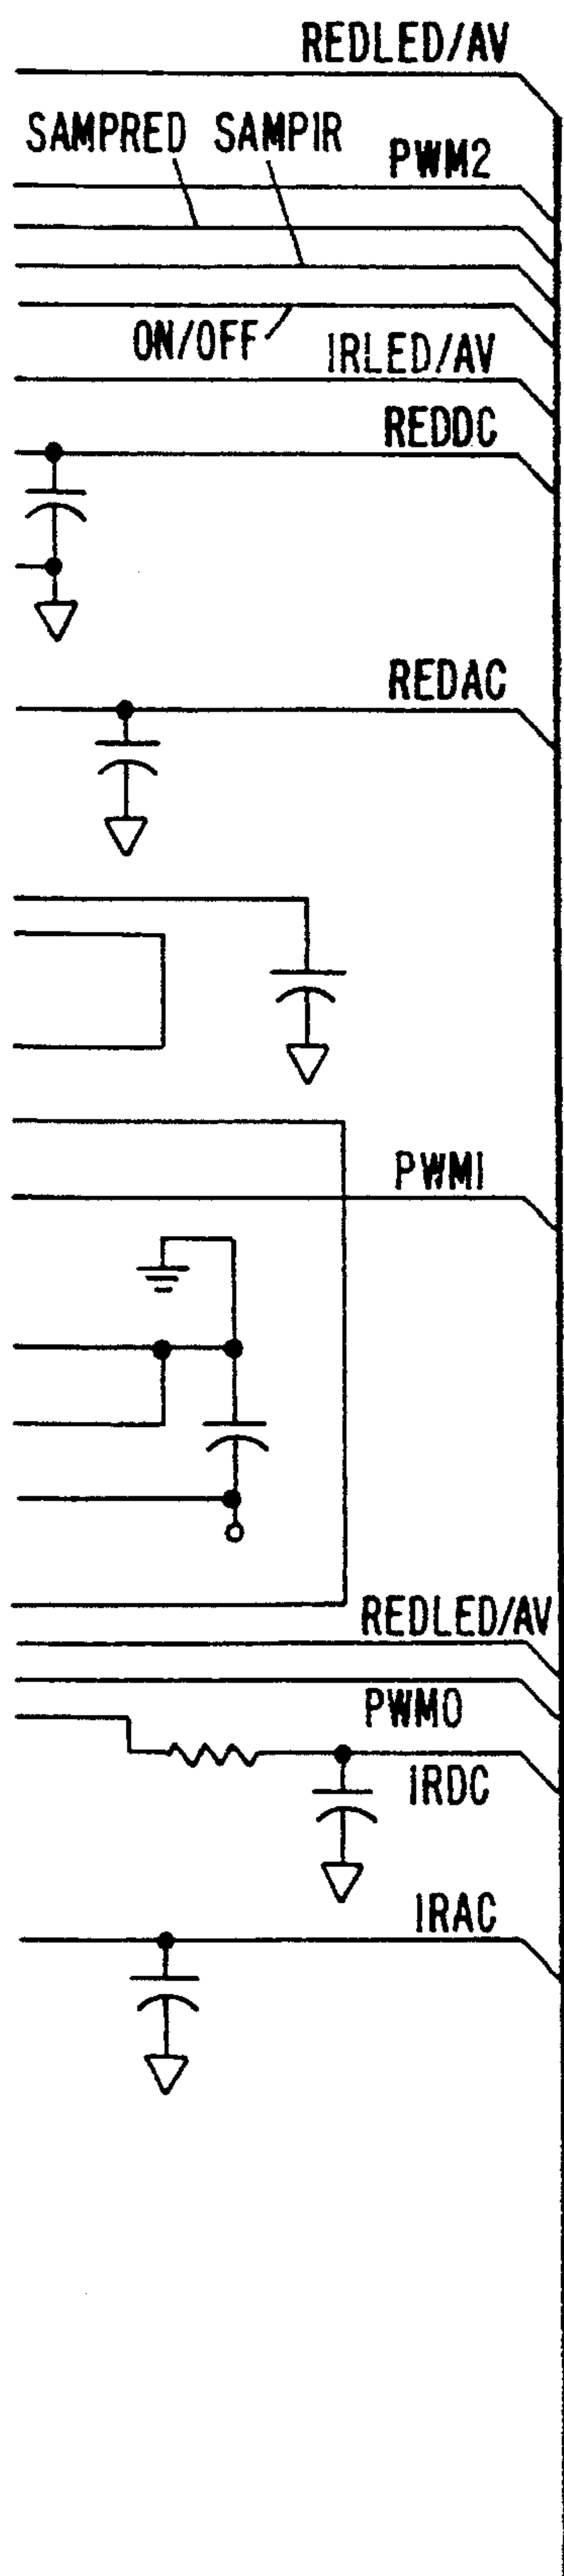 REDLED/AV
SAMPRED SAMPIR
PWM2
ON/OFF
IRLED/AV
REDDC
REDAC
PWM1
REDLED/AV
PWM0
IRDC
IRAC